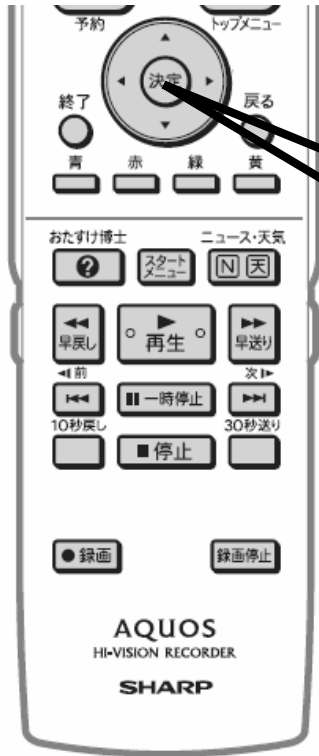 予約 トップメニュー
決定
終了 戻る
青 赤 緑 黄
おたすけ博士 ニュース・天気
? スタートメニュー N 天
早戻し 再生 早送り
前 次
一時停止
10秒戻し 30秒送り
停止
録画 録画停止
AQUOS
HI-VISION RECORDER
SHARP